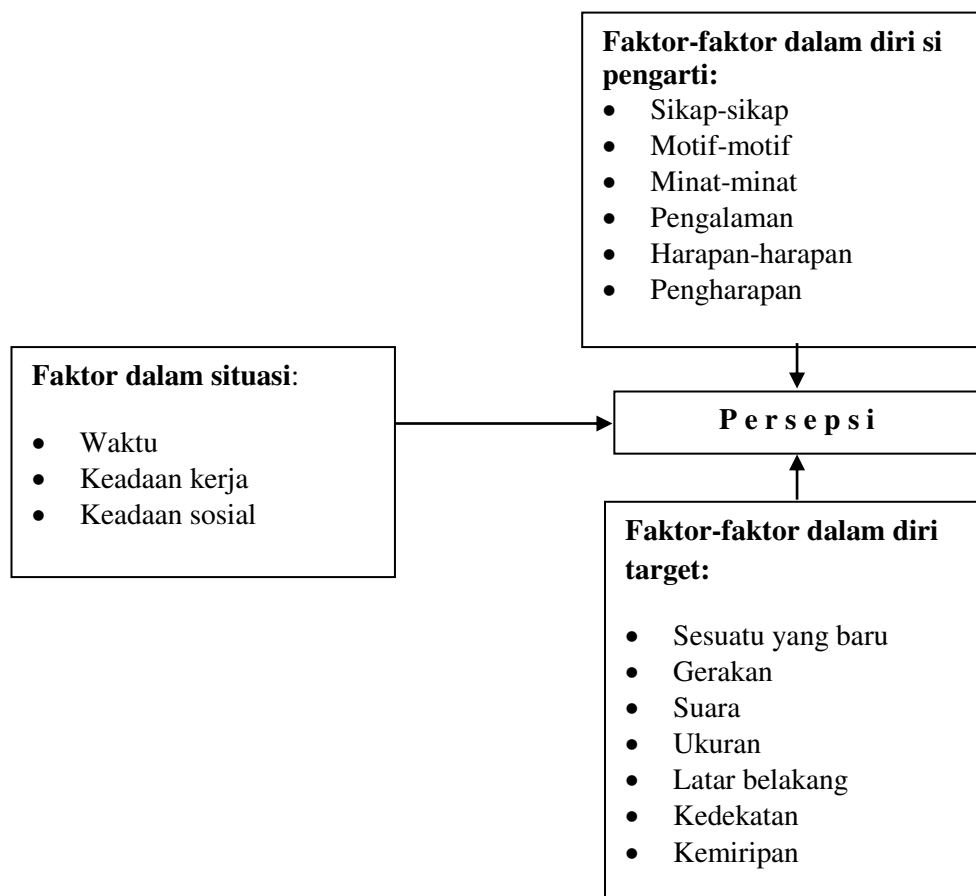 Faktor-faktor dalam diri si
pengarti:
• Sikap-sikap
• Motif-motif
• Minat-minat
• Pengalaman
• Harapan-harapan
• Pengharapan
Faktor dalam situasi:
• Waktu
• Keadaan kerja
• Keadaan sosial
P e r s e p s i
Faktor-faktor dalam diri
target:
• Sesuatu yang baru
• Gerakan
• Suara
• Ukuran
• Latar belakang
• Kedekatan
• Kemiripan